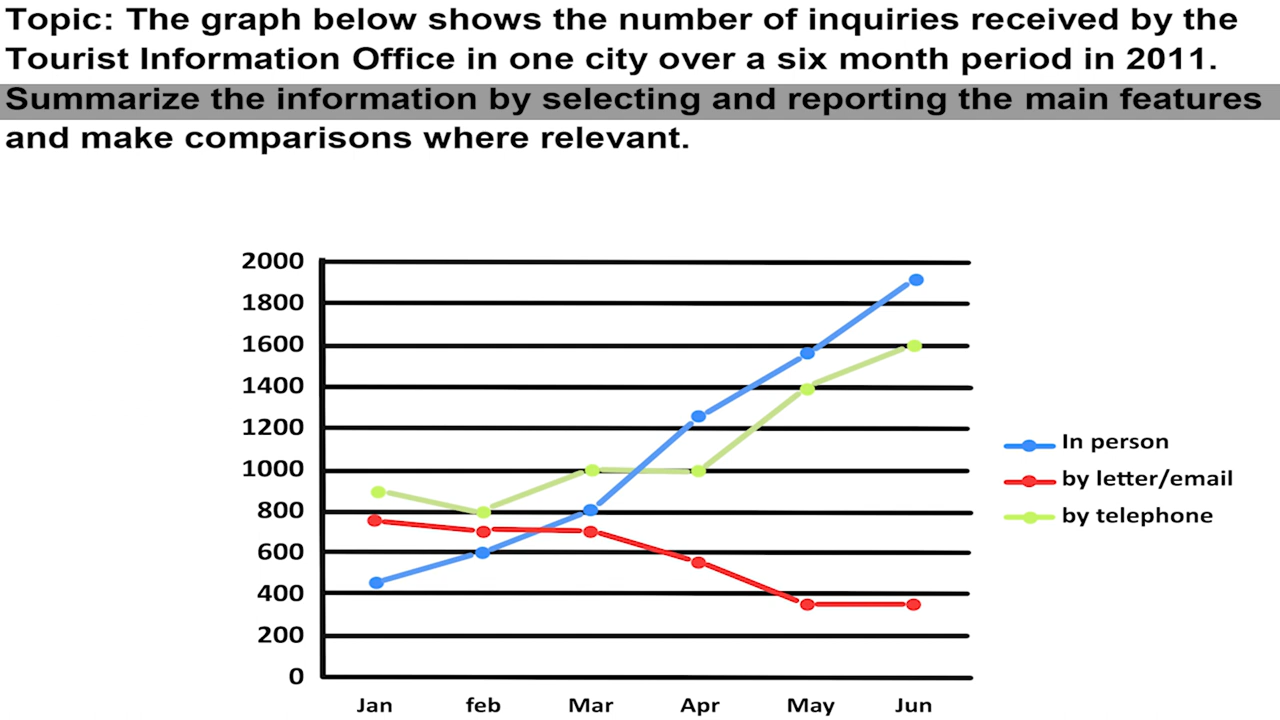 Topic: The graph below shows the number of inquiries received by the
Tourist Information Office in one city over a six month period in 2011.
Summarize the information by selecting and reporting the main features
and make comparisons where relevant.
2000
1800
1600
1400
1200
1000
800
600
400
200
0
Jan feb Mar Apr May Jun
In person
by letter/email
by telephone